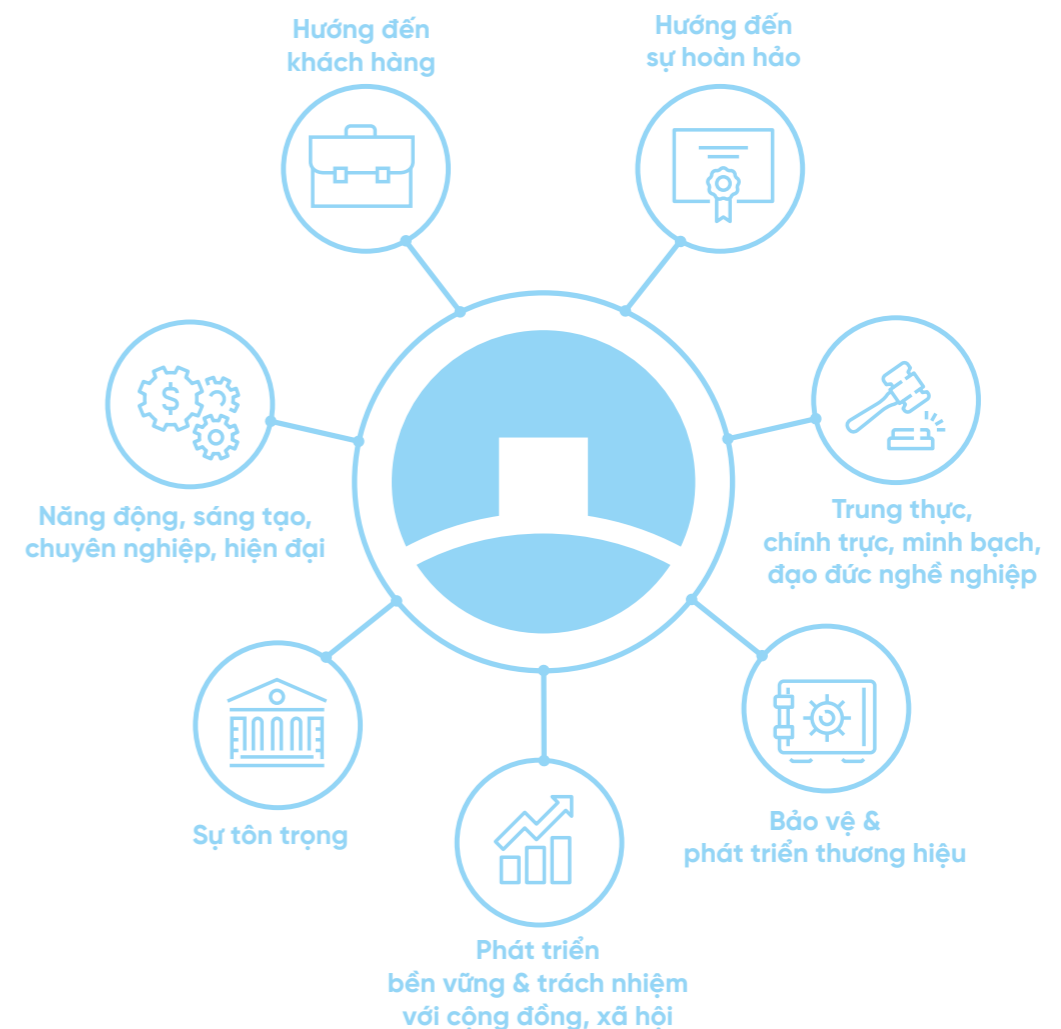 Hướng đến
khách hàng
Hướng đến
sự hoàn hảo
$
Năng động, sáng tạo,
chuyên nghiệp, hiện đại
Trung thực,
chính trực, minh bạch,
đạo đức nghề nghiệp
Sự tôn trọng
Bảo vệ &
phát triển thương hiệu
Phát triển
bền vững & trách nhiệm
với cộng đồng, xã hội